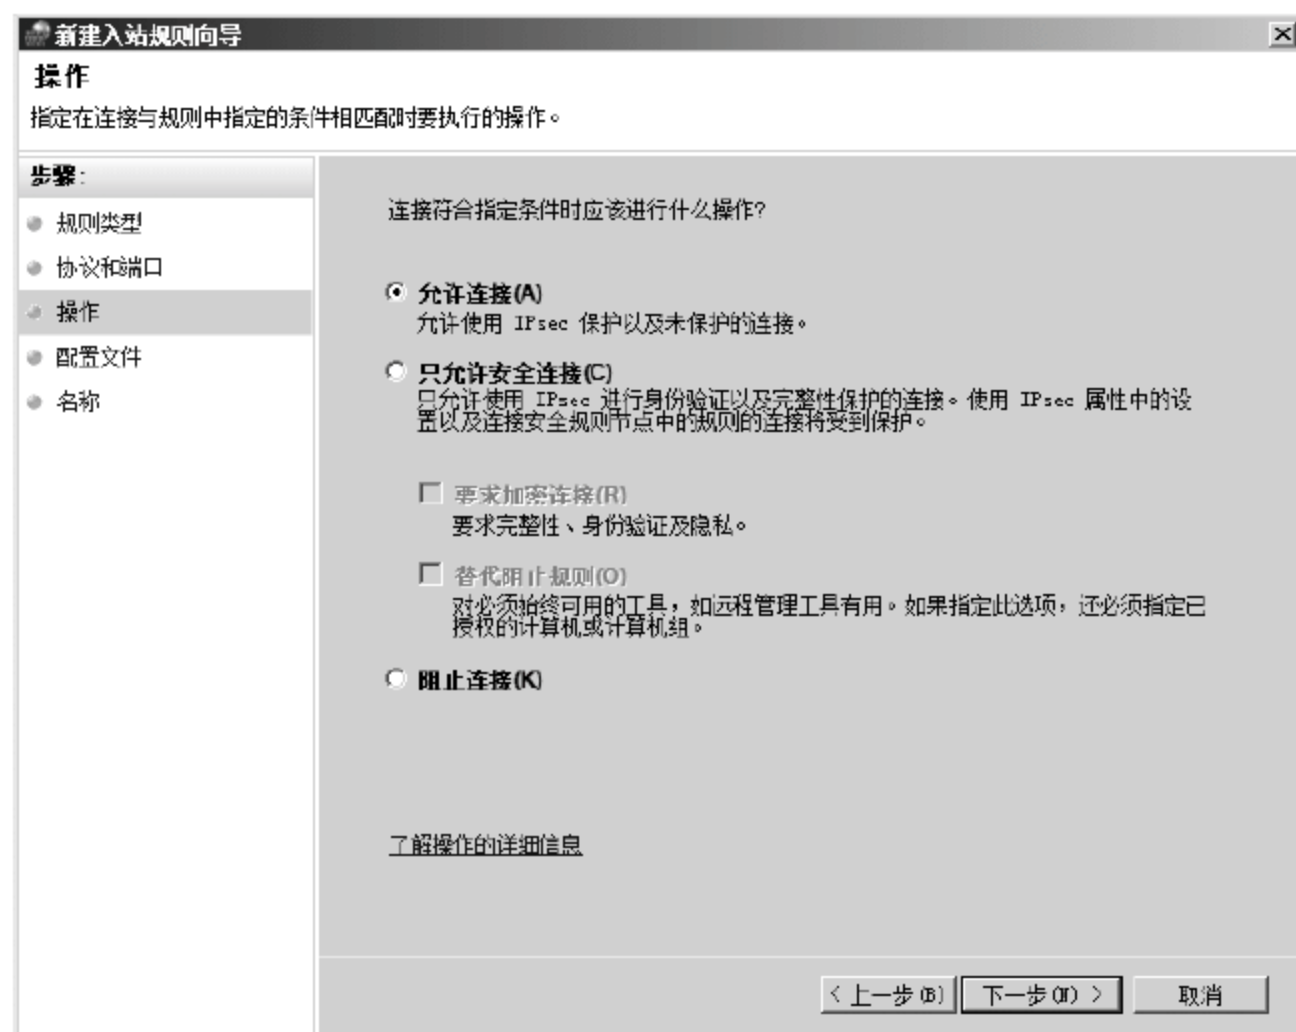 新建入站规则向导
操作
指定在连接与规则中指定的条件相匹配时要执行的操作。
步骤:
规则类型
协议和端口
操作
配置文件
名称
连接符合指定条件时应该进行什么操作?
允许连接(A)
允许使用 IPsec 保护以及未保护的连接。
只允许安全连接(C)
只允许使用 IPsec 进行身份验证以及完整性保护的连接。使用 IPsec 属性中的设
置以及连接安全规则节点中的规则的连接将受到保护。
要求加密连接(R)
要求完整性、身份验证及隐私。
替代阻止规则(O)
对必须始终可用的工具，如远程管理工具有用。如果指定此选项，还必须指定已
授权的计算机或计算机组。
阻止连接(K)
了解操作的详细信息
< 上一步(B) 下一步(N) > 取消